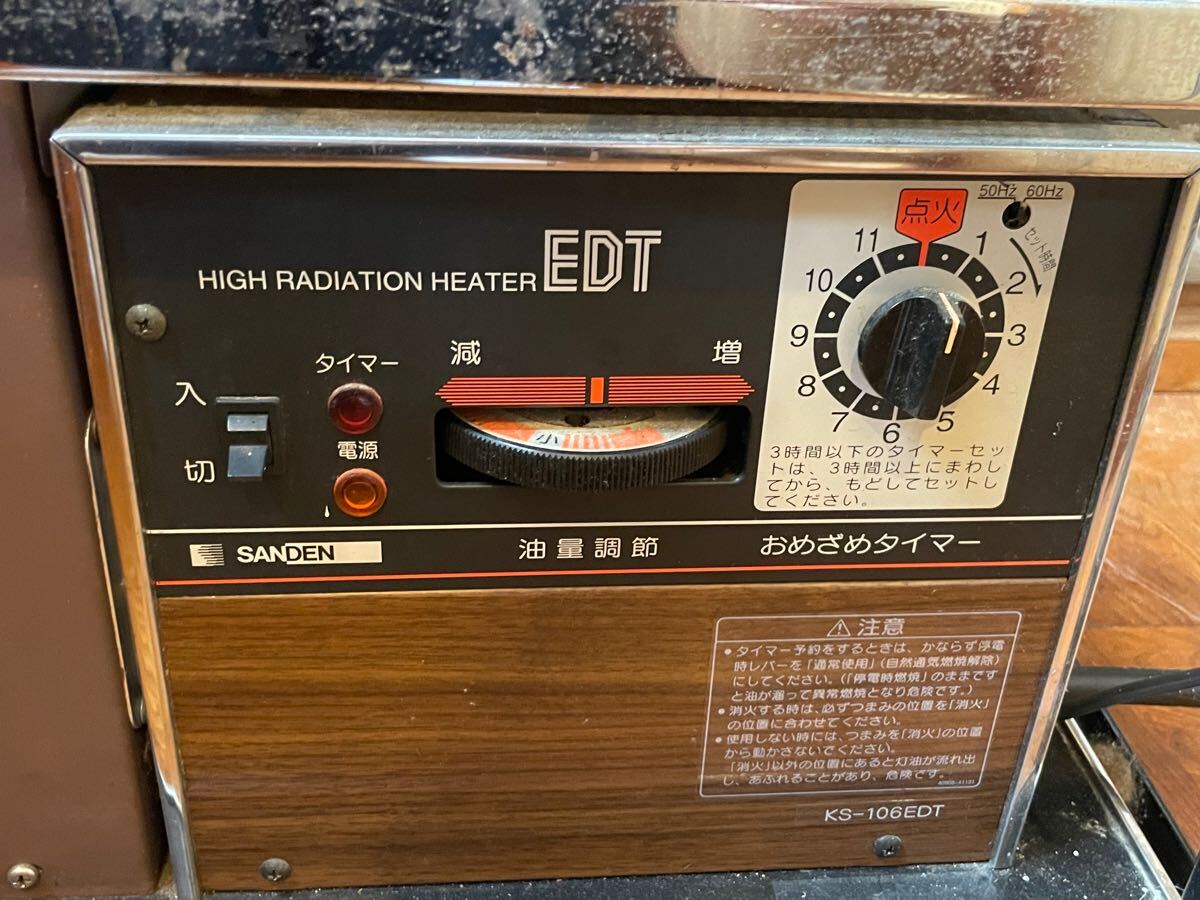 HIGH RADIATION HEATER EDT
入
切
タイマー
電源
減 増
小
50Hz 60Hz
点火
セット時間
1
2
3
4
5
6
7
8
9
10
11
3時間以下のタイマーセッ
トは、3時間以上にまわし
てから、もどしてセットし
てください。
SANDEN
油量調節
おめざめタイマー
⚠注意
●タイマー予約をするときは、かならず停電
時レバーを「通常使用」(自然通気燃焼解除)
にしてください。(「停電時燃焼」のままです
と油が溜って異常燃焼となり危険です。)
●消火する時は、必ずつまみの位置を「消火」
の位置に合わせてください。
●使用しない時には、つまみを「消火」の位置
から動かさないでください。
「消火」以外の位置にあると灯油が流れ出
し、あふれることがあり、危険です。
KS-106EDT